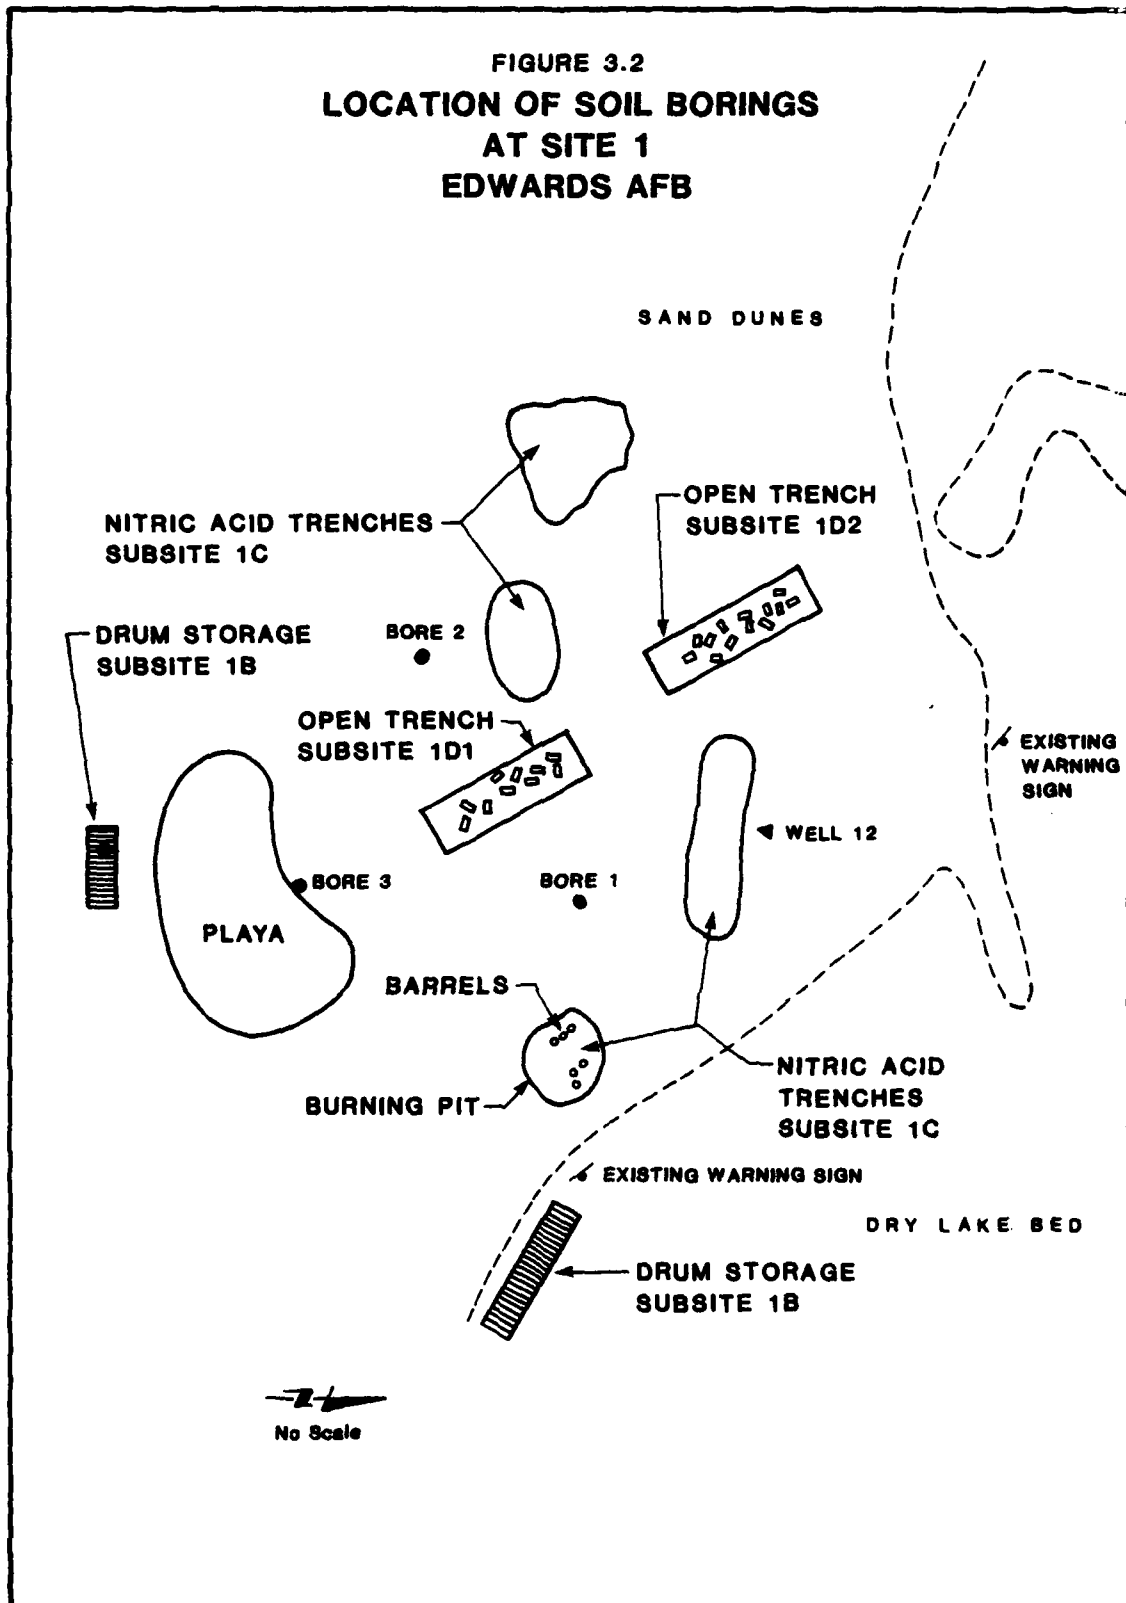 FIGURE 3.2
LOCATION OF SOIL BORINGS
AT SITE 1
EDWARDS AFB
SAND DUNES
OPEN TRENCH
SUBSITE 1D2
NITRIC ACID TRENCHES
SUBSITE 1C
DRUM STORAGE
SUBSITE 1B
BORE 2
OPEN TRENCH
SUBSITE 1D1
EXISTING
WARNING
SIGN
WELL 12
BORE 3
BORE 1
PLAYA
BARRELS
BURNING PIT
NITRIC ACID
TRENCHES
SUBSITE 1C
EXISTING WARNING SIGN
DRY LAKE BED
DRUM STORAGE
SUBSITE 1B
Z
No Scale